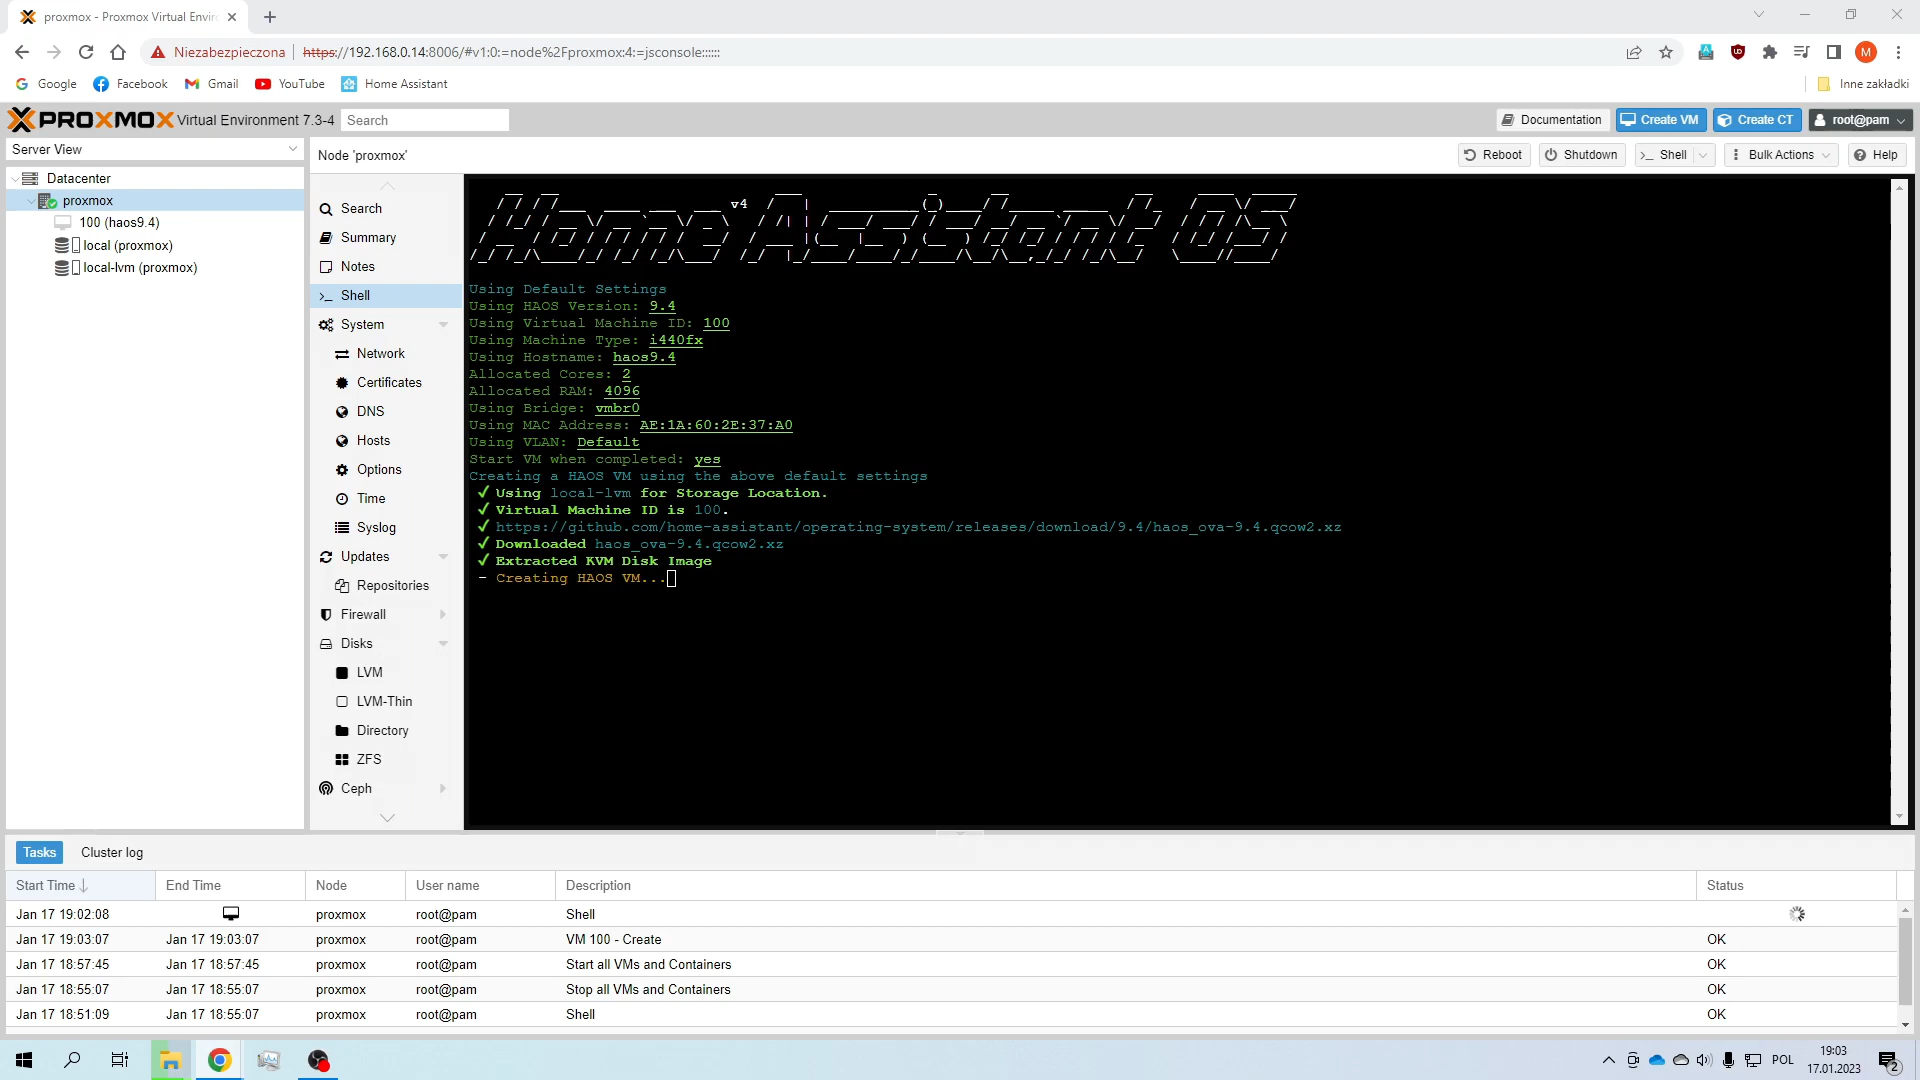 proxmox - Proxmox Virtual Enviro
Niezabezpieczona
https://192.168.0.14:8006/#v1:0:=node%2Fproxmox:4:=jsconsole::::::
M
Google
Facebook
Gmail
YouTube
Home Assistant
Inne zakładki
PROXMOX Virtual Environment 7.3-4
Search
Documentation
Create VM
Create CT
root@pam
Server View
Node 'proxmox'
Reboot
Shutdown
Shell
Bulk Actions
Help
Datacenter
proxmox
100 (haos9.4)
local (proxmox)
local-lvm (proxmox)
Search
Summary
Notes
Shell
System
Network
Certificates
DNS
Hosts
Options
Time
Syslog
Updates
Repositories
Firewall
Disks
LVM
LVM-Thin
Directory
ZFS
Ceph
Home Assistant OS
v4
Using Default Settings
Using HAOS Version: 9.4
Using Virtual Machine ID: 100
Using Machine Type: i440fx
Using Hostname: haos9.4
Allocated Cores: 2
Allocated RAM: 4096
Using Bridge: vmbr0
Using MAC Address: AE:1A:60:2E:37:A0
Using VLAN: Default
Start VM when completed: yes
Creating a HAOS VM using the above default settings
✓ Using local-lvm for Storage Location.
✓ Virtual Machine ID is 100.
✓ https://github.com/home-assistant/operating-system/releases/download/9.4/haos_ova-9.4.qcow2.xz
✓ Downloaded haos_ova-9.4.qcow2.xz
✓ Extracted KVM Disk Image
- Creating HAOS VM...
Tasks
Cluster log
Start Time End Time Node User name Description Status
Jan 17 19:02:08 proxmox root@pam Shell
Jan 17 19:03:07 Jan 17 19:03:07 proxmox root@pam VM 100 - Create OK
Jan 17 18:57:45 Jan 17 18:57:45 proxmox root@pam Start all VMs and Containers OK
Jan 17 18:55:07 Jan 17 18:55:07 proxmox root@pam Stop all VMs and Containers OK
Jan 17 18:51:09 Jan 17 18:55:07 proxmox root@pam Shell OK
POL
19:03
17.01.2023
2